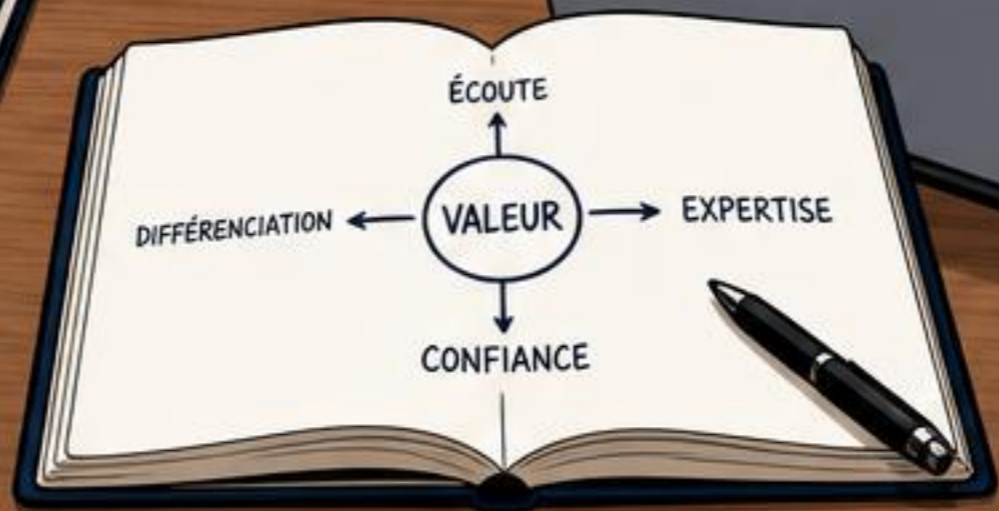 ÉCOUTE
DIFFÉRENCIATION
VALEUR
EXPERTISE
CONFIANCE